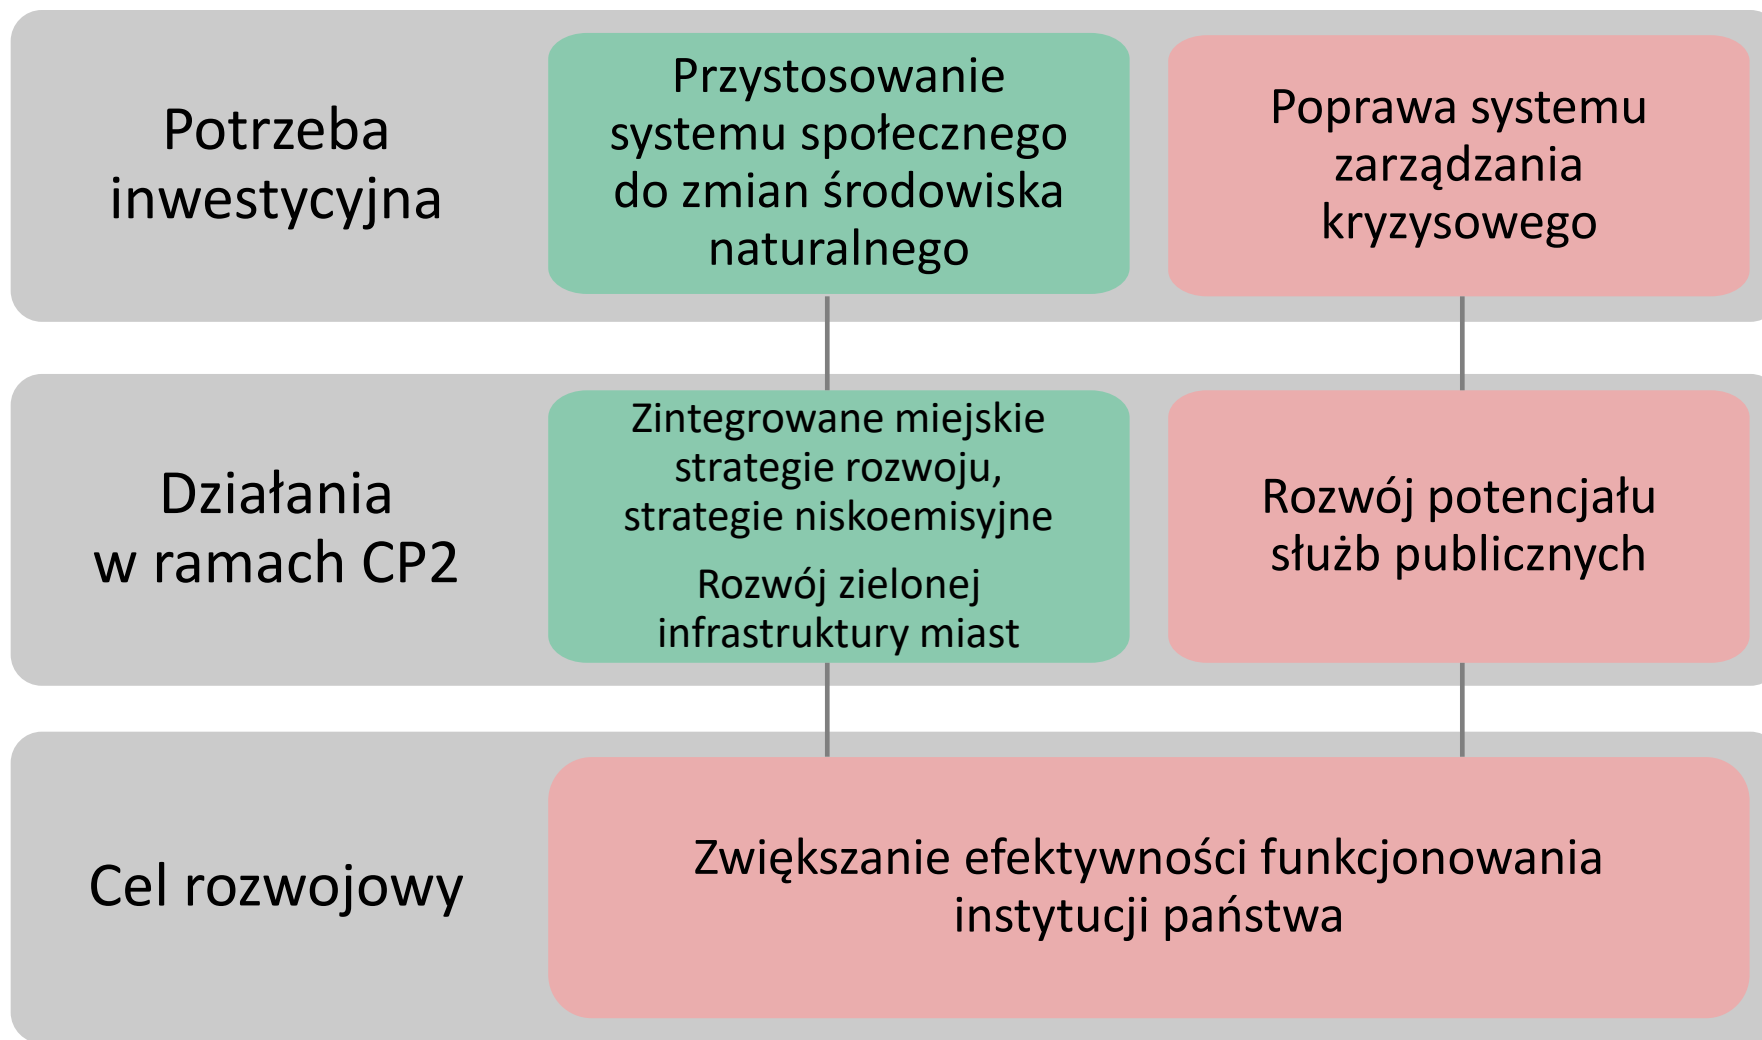 Potrzeba
inwestycyjna
Przystosowanie
systemu społecznego
do zmian środowiska
naturalnego
Poprawa systemu
zarządzania
kryzysowego
Działania
w ramach CP2
Zintegrowane miejskie
strategie rozwoju,
strategie niskoemisyjne
Rozwój zielonej
infrastruktury miast
Rozwój potencjału
służb publicznych
Cel rozwojowy
Zwiększanie efektywności funkcjonowania
instytucji państwa